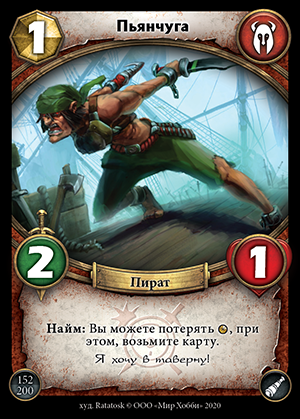 1
Пьянчуга
2
Пират
1
Найм: Вы можете потерять , при
этом, возьмите карту.
Я хочу в таверну!
152
200
худ. Ratatosk © ООО «Мир Хобби» 2020